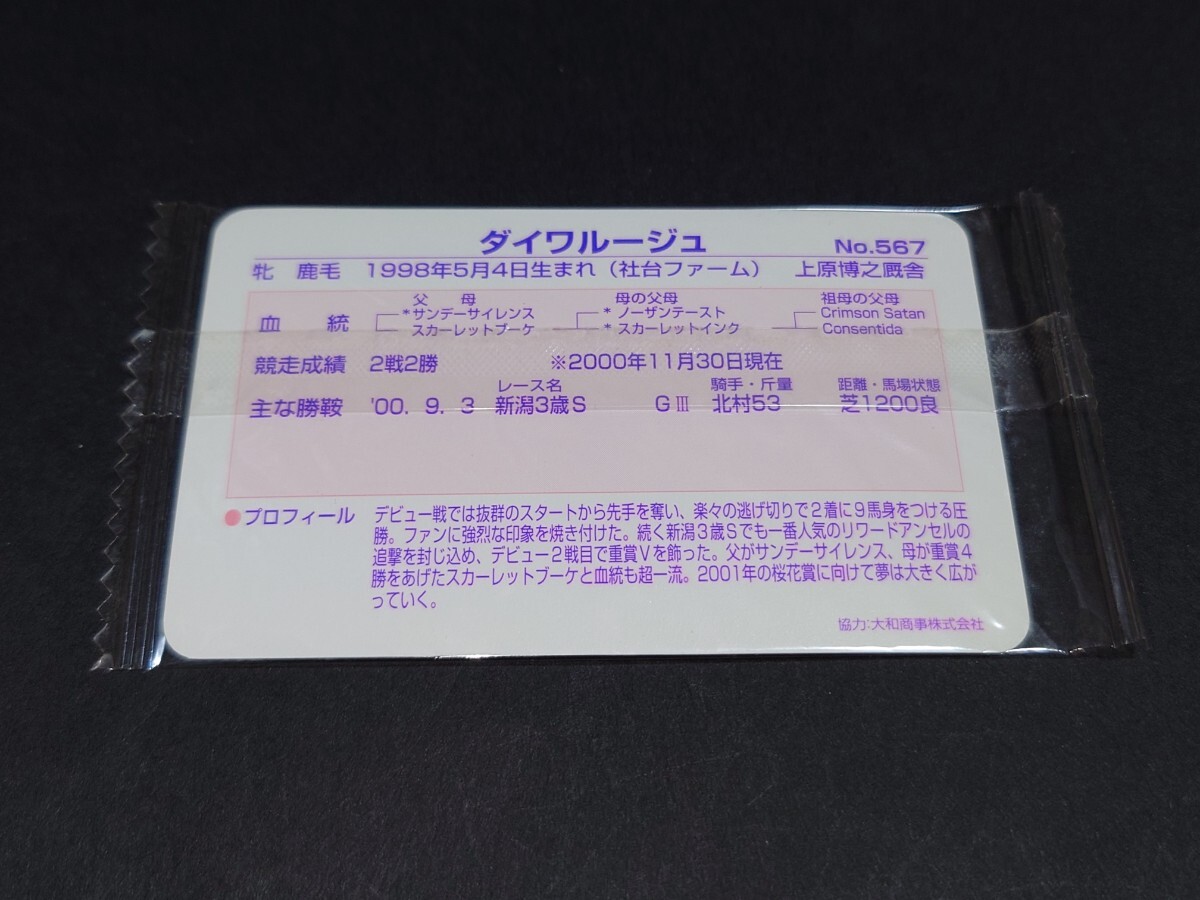 ダイワルージュ No.567
牝 鹿毛 1998年5月4日生まれ（社台ファーム） 上原博之厩舎
父 母 母の父母 祖母の父母
血 統 *サンデーサイレンス *ノーザンテースト Crimson Satan
スカーレットブーケ *スカーレットインク Consentida
競走成績 2戦2勝 ※2000年11月30日現在
レース名 騎手・斤量 距離・馬場状態
主な勝鞍 '00. 9. 3 新潟3歳S GⅢ 北村53 芝1200良
●プロフィール デビュー戦では抜群のスタートから先手を奪い、楽々の逃げ切りで2着に9馬身をつける圧
勝。ファンに強烈な印象を焼き付けた。続く新潟3歳Sでも一番人気のリワードアンセルの
追撃を封じ込め、デビュー2戦目で重賞Vを飾った。父がサンデーサイレンス、母が重賞4
勝をあげたスカーレットブーケと血統も超一流。2001年の桜花賞に向けて夢は大きく広が
っていく。
協力:大和商事株式会社